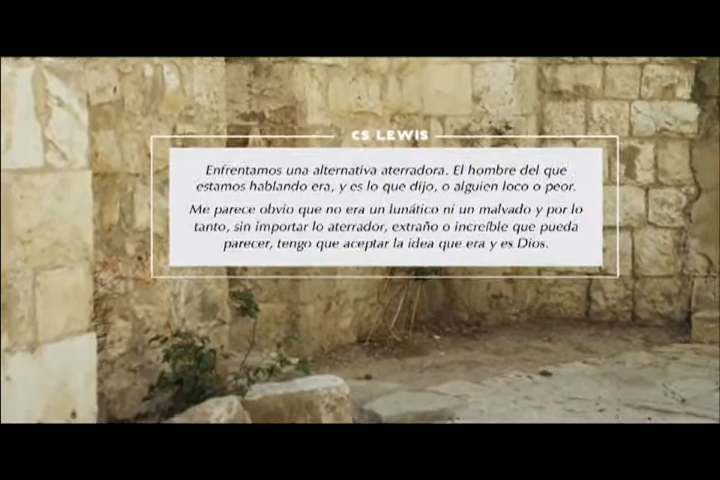 CS LEWIS
Enfrentamos una alternativa aterradora. El hombre del que
estamos hablando era, y es lo que dijo, o alguien loco o peor.
Me parece obvio que no era un lunático ni un malvado y por lo
tanto, sin importar lo aterrador, extraño o increíble que pueda
parecer, tengo que aceptar la idea que era y es Dios.